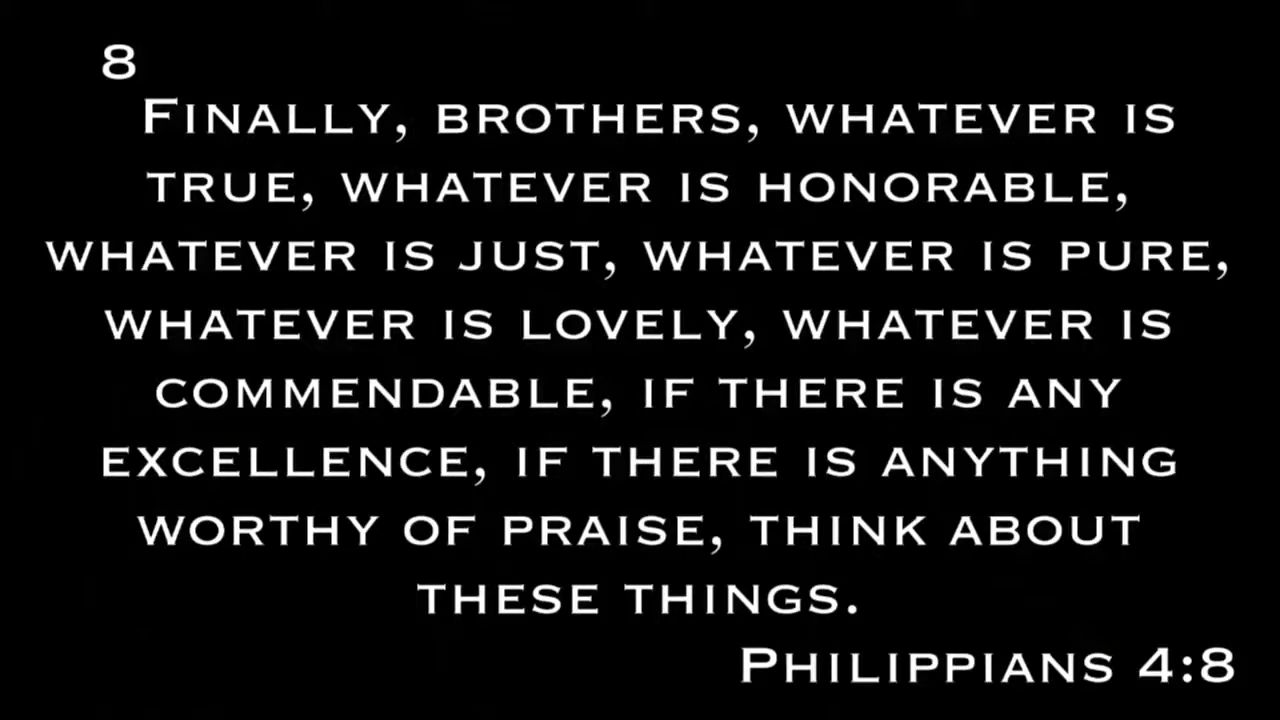 8
Finally, brothers, whatever is
true, whatever is honorable,
whatever is just, whatever is pure,
whatever is lovely, whatever is
commendable, if there is any
excellence, if there is anything
worthy of praise, think about
these things.
Philippians 4:8